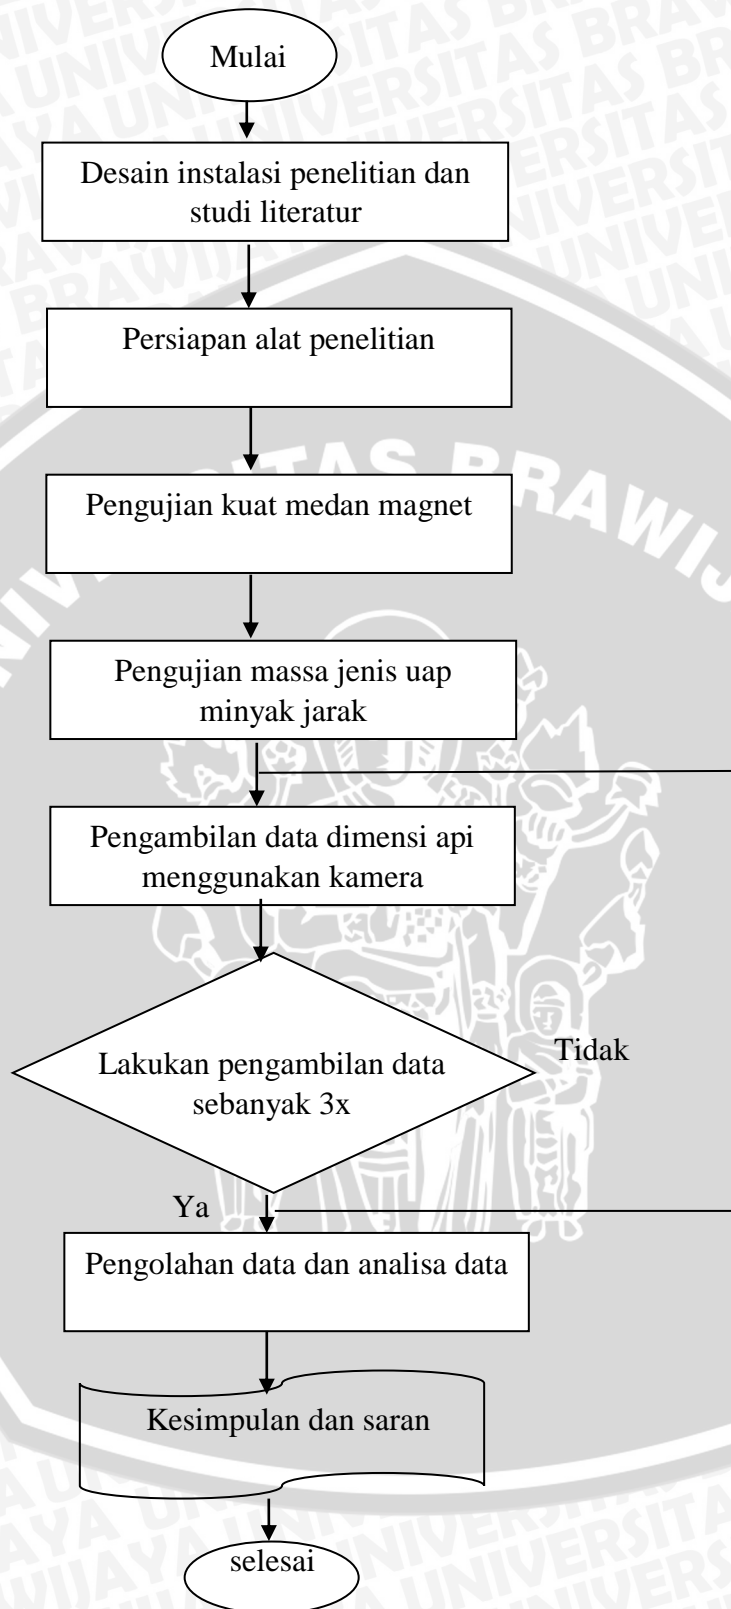 Mulai
Desain instalasi penelitian dan
studi literatur
Persiapan alat penelitian
Pengujian kuat medan magnet
Pengujian massa jenis uap
minyak jarak
Pengambilan data dimensi api
menggunakan kamera
Lakukan pengambilan data
sebanyak 3x
Tidak
Ya
Pengolahan data dan analisa data
Kesimpulan dan saran
selesai